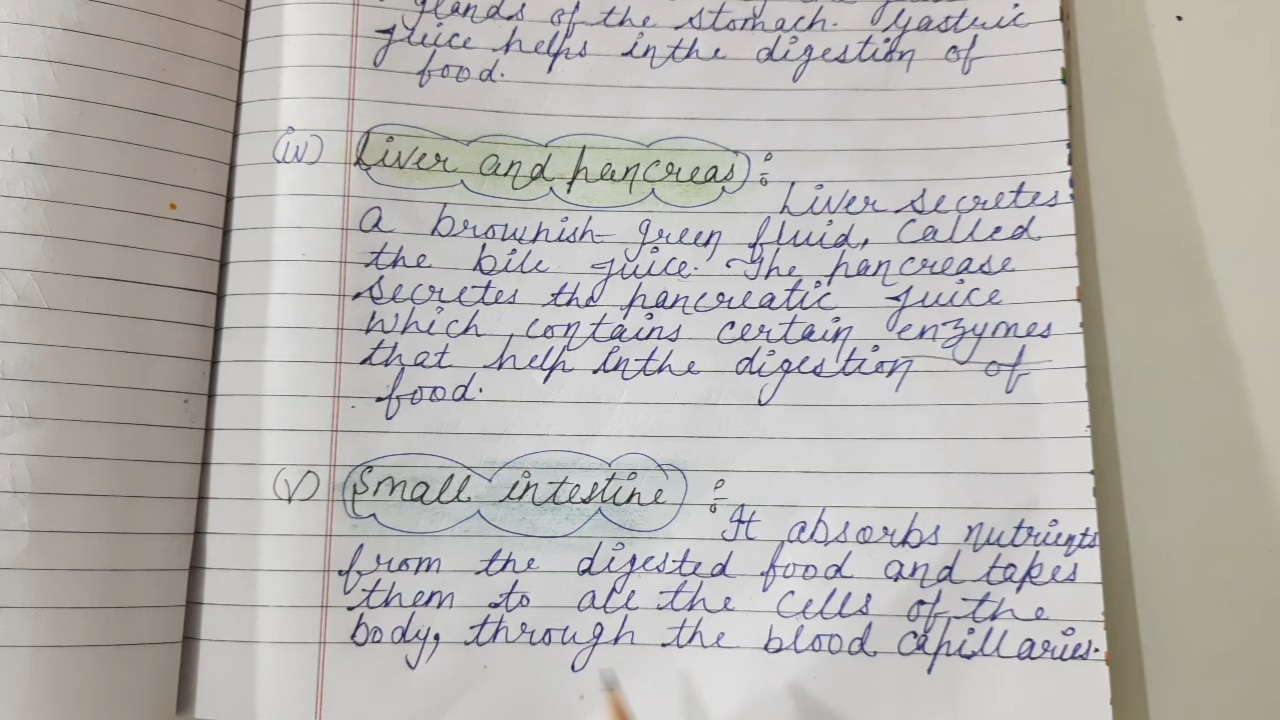 glands of the stomach. Gastric
juice helps in the digestion of
food.
(iv) Liver and pancreas :
Liver secretes
a brownish green fluid, called
the bile juice. The pancrease
secretes the pancreatic juice
which contains certain enzymes
that help in the digestion of
food.
(v) Small intestine :
It absorbs nutrients
from the digested food and takes
them to all the cells of the
body, through the blood capillaries.